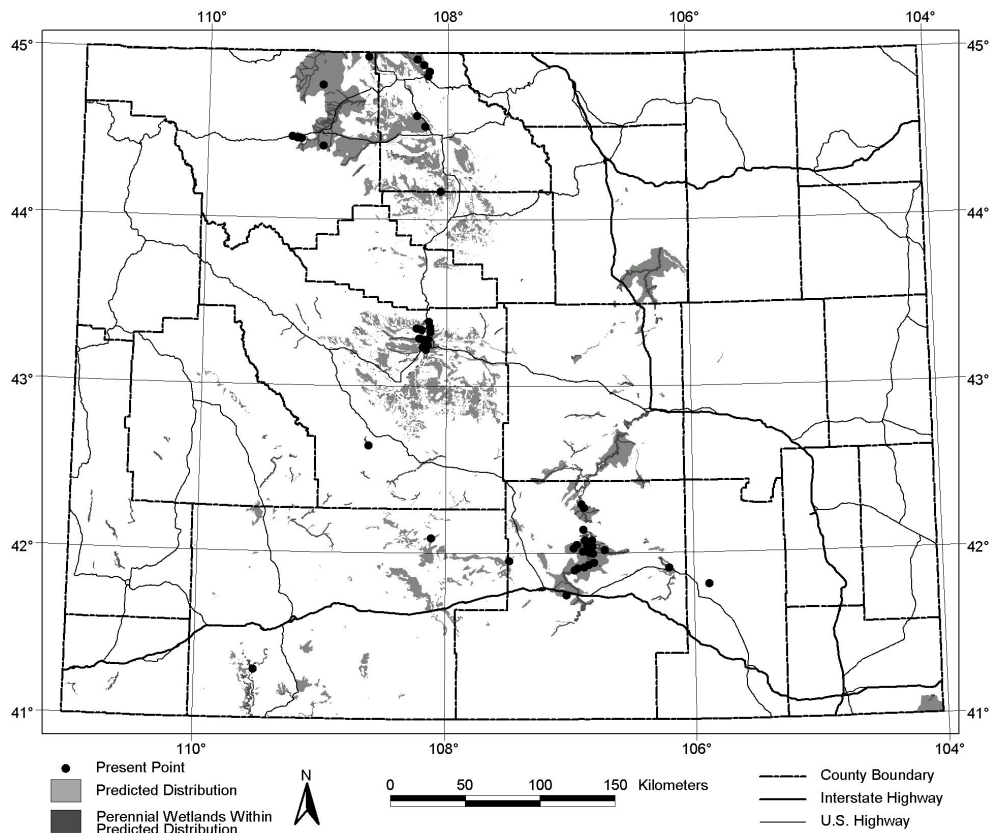 110° 108° 106° 104°
45° 45°
44° 44°
43° 43°
42° 42°
41° 41°
110° 108° 106° 104°
Present Point
Predicted Distribution
Perennial Wetlands Within
Predicted Distribution
N
0 50 100 150 Kilometers
County Boundary
Interstate Highway
U.S. Highway